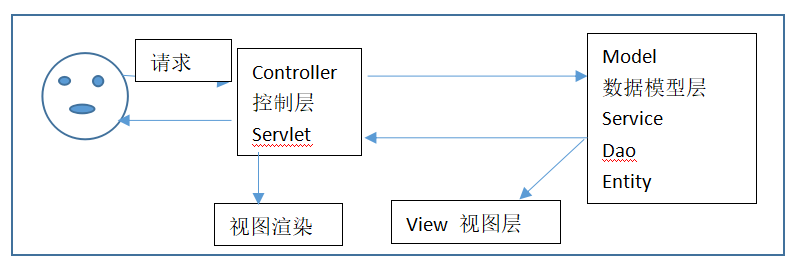 请求
Controller
控制层
Servlet
Model
数据模型层
Service
Dao
Entity
视图渲染
View 视图层